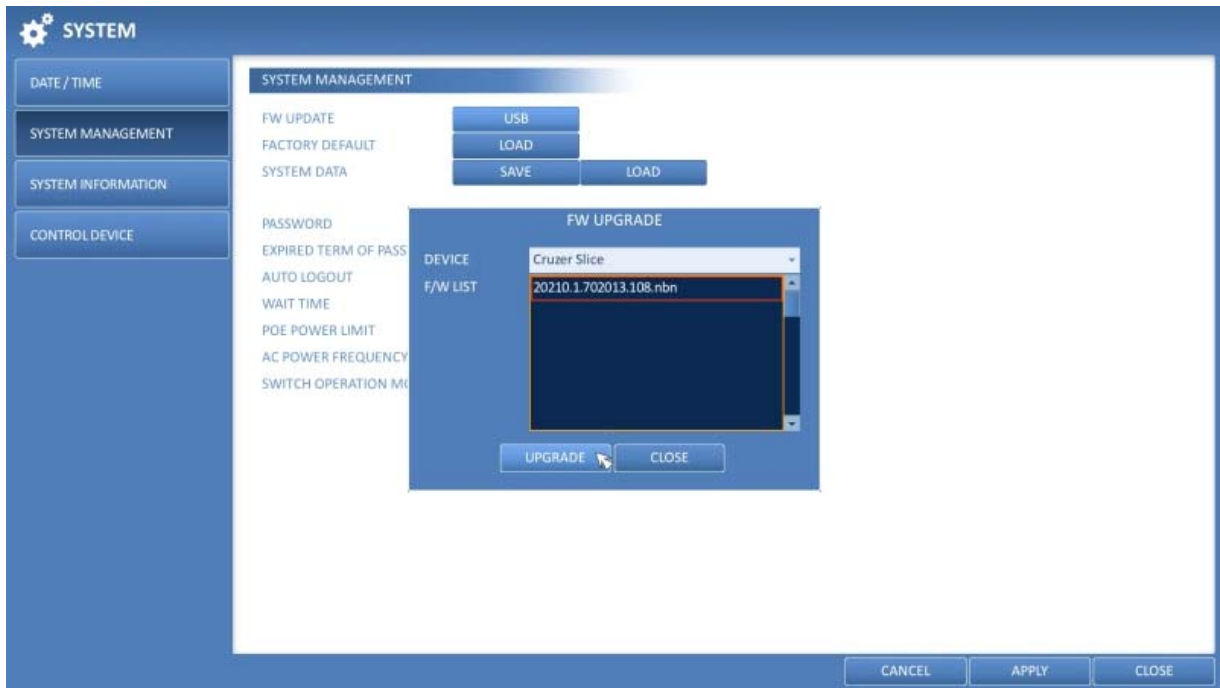 SYSTEM
DATE / TIME
SYSTEM MANAGEMENT
SYSTEM INFORMATION
CONTROL DEVICE
SYSTEM MANAGEMENT
FW UPDATE USB
FACTORY DEFAULT LOAD
SYSTEM DATA SAVE LOAD
PASSWORD
EXPIRED TERM OF PASS
AUTO LOGOUT
WAIT TIME
POE POWER LIMIT
AC POWER FREQUENCY
SWITCH OPERATION MO
FW UPGRADE
DEVICE Cruzer Slice
F/W LIST 20210.1.702013.108.nbn
UPGRADE CLOSE
CANCEL APPLY CLOSE